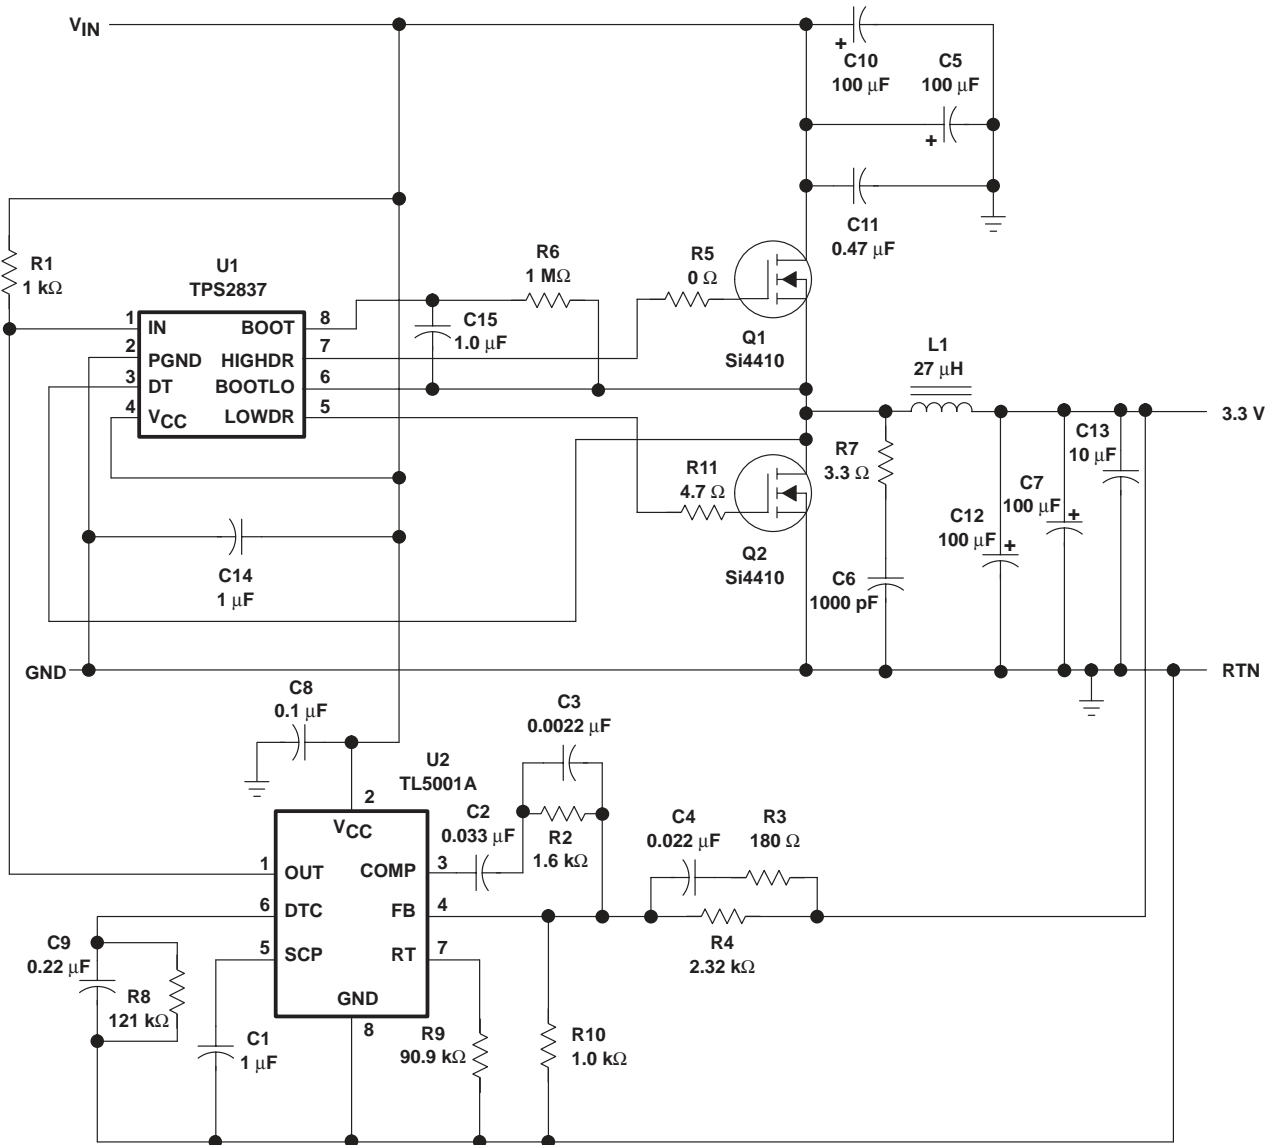 VIN
C10
100 μF
C5
100 μF
C11
0.47 μF
R1
1 kΩ
U1
TPS2837
1 IN
2 PGND
3 DT
4 VCC
BOOT 8
HIGHDR 7
BOOTLO 6
LOWDR 5
R6
1 MΩ
C15
1.0 μF
R5
0 Ω
Q1
Si4410
L1
27 μH
3.3 V
R7
3.3 Ω
C13
10 μF
C7
100 μF
C12
100 μF
R11
4.7 Ω
Q2
Si4410
C6
1000 pF
C14
1 μF
GND
RTN
C8
0.1 μF
C3
0.0022 μF
U2
TL5001A
2
VCC
C2
0.033 μF
R2
1.6 kΩ
C4
0.022 μF
R3
180 Ω
1 OUT
COMP 3
6 DTC
FB 4
5 SCP
RT 7
GND
8
R4
2.32 kΩ
C9
0.22 μF
R8
121 kΩ
C1
1 μF
R9
90.9 kΩ
R10
1.0 kΩ